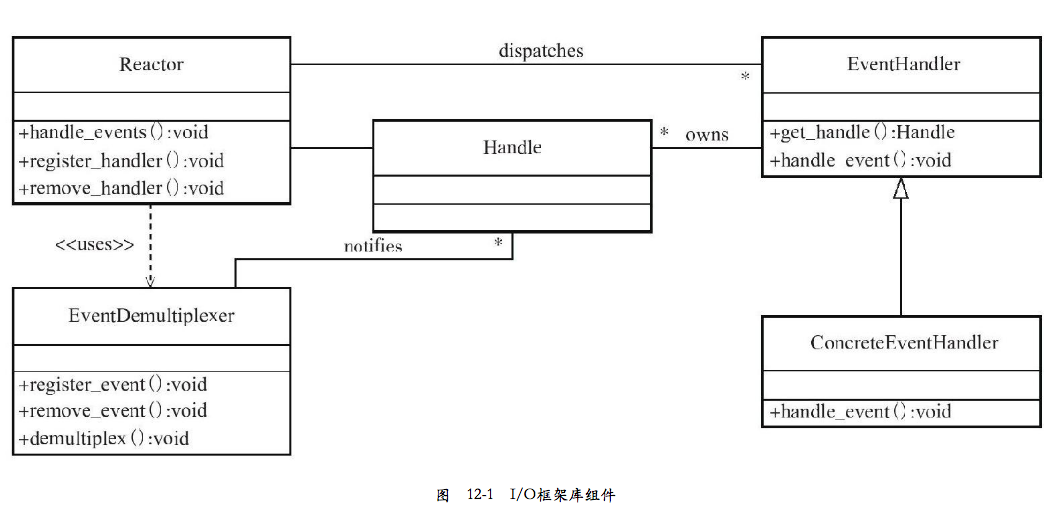 Reactor
+handle_events():void
+register_handler():void
+remove_handler():void
dispatches
*
EventHandler
+get_handle():Handle
+handle_event():void
Handle
* owns
<<uses>>
notifies
*
EventDemultiplexer
+register_event():void
+remove_event():void
+demultiplex():void
ConcreteEventHandler
+handle_event():void
图 12-1 I/O框架库组件